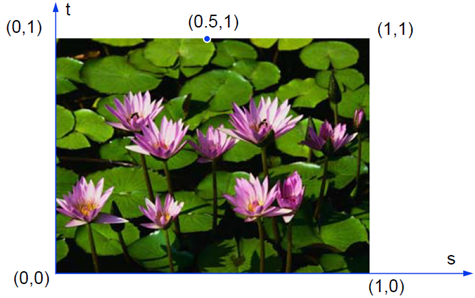 t
(0,1)
(0.5,1)
(1,1)
s
(0,0)
(1,0)